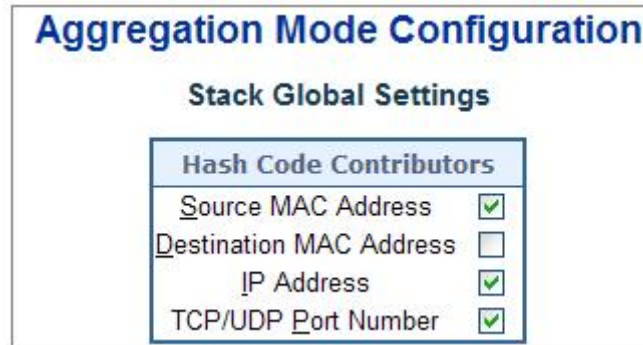 Aggregation Mode Configuration
Stack Global Settings
Hash Code Contributors
Source MAC Address
Destination MAC Address
IP Address
TCP/UDP Port Number